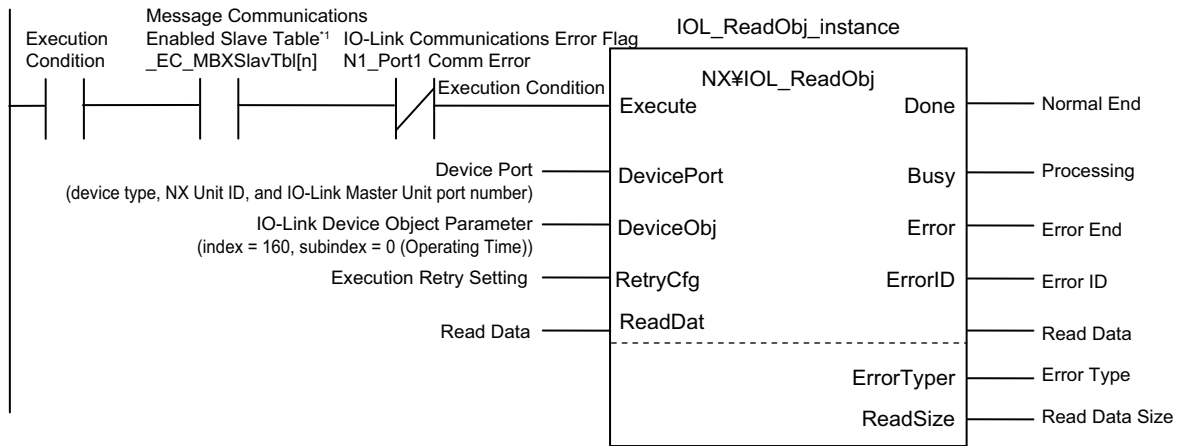 Message Communications
Execution Enabled Slave Table*1 IO-Link Communications Error Flag
Condition _EC_MBXSlavTbl[n] N1_Port1 Comm Error
IOL_ReadObj_instance
NX¥IOL_ReadObj
Execution Condition Execute Done Normal End
Device Port DevicePort Busy Processing
(device type, NX Unit ID, and IO-Link Master Unit port number)
IO-Link Device Object Parameter DeviceObj Error Error End
(index = 160, subindex = 0 (Operating Time))
Execution Retry Setting RetryCfg ErrorID Error ID
Read Data ReadDat Read Data
ErrorTyper Error Type
ReadSize Read Data Size